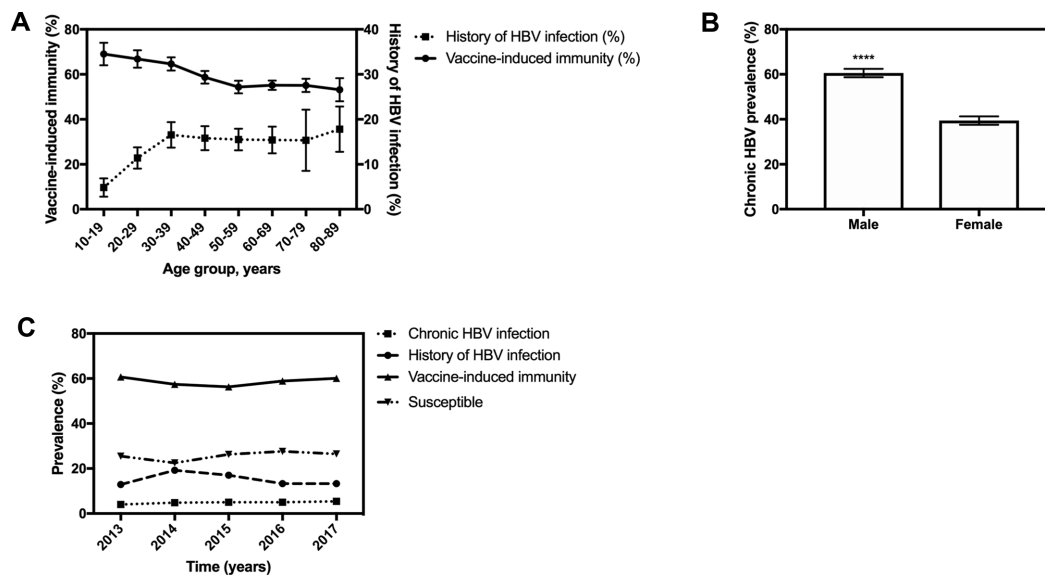 A
Vaccine-induced immunity (%)
80
60
40
20
0
History of HBV infection (%)
40
30
20
10
0
10-19
20-29
30-39
40-49
50-59
60-69
70-79
80-89
Age group, years
History of HBV infection (%)
Vaccine-induced immunity (%)
B
Chronic HBV prevalence (%)
80
60
40
20
0
****
Male
Female
C
Prevalence (%)
80
60
40
20
0
2013
2014
2015
2016
2017
Time (years)
Chronic HBV infection
History of HBV infection
Vaccine-induced immunity
Susceptible